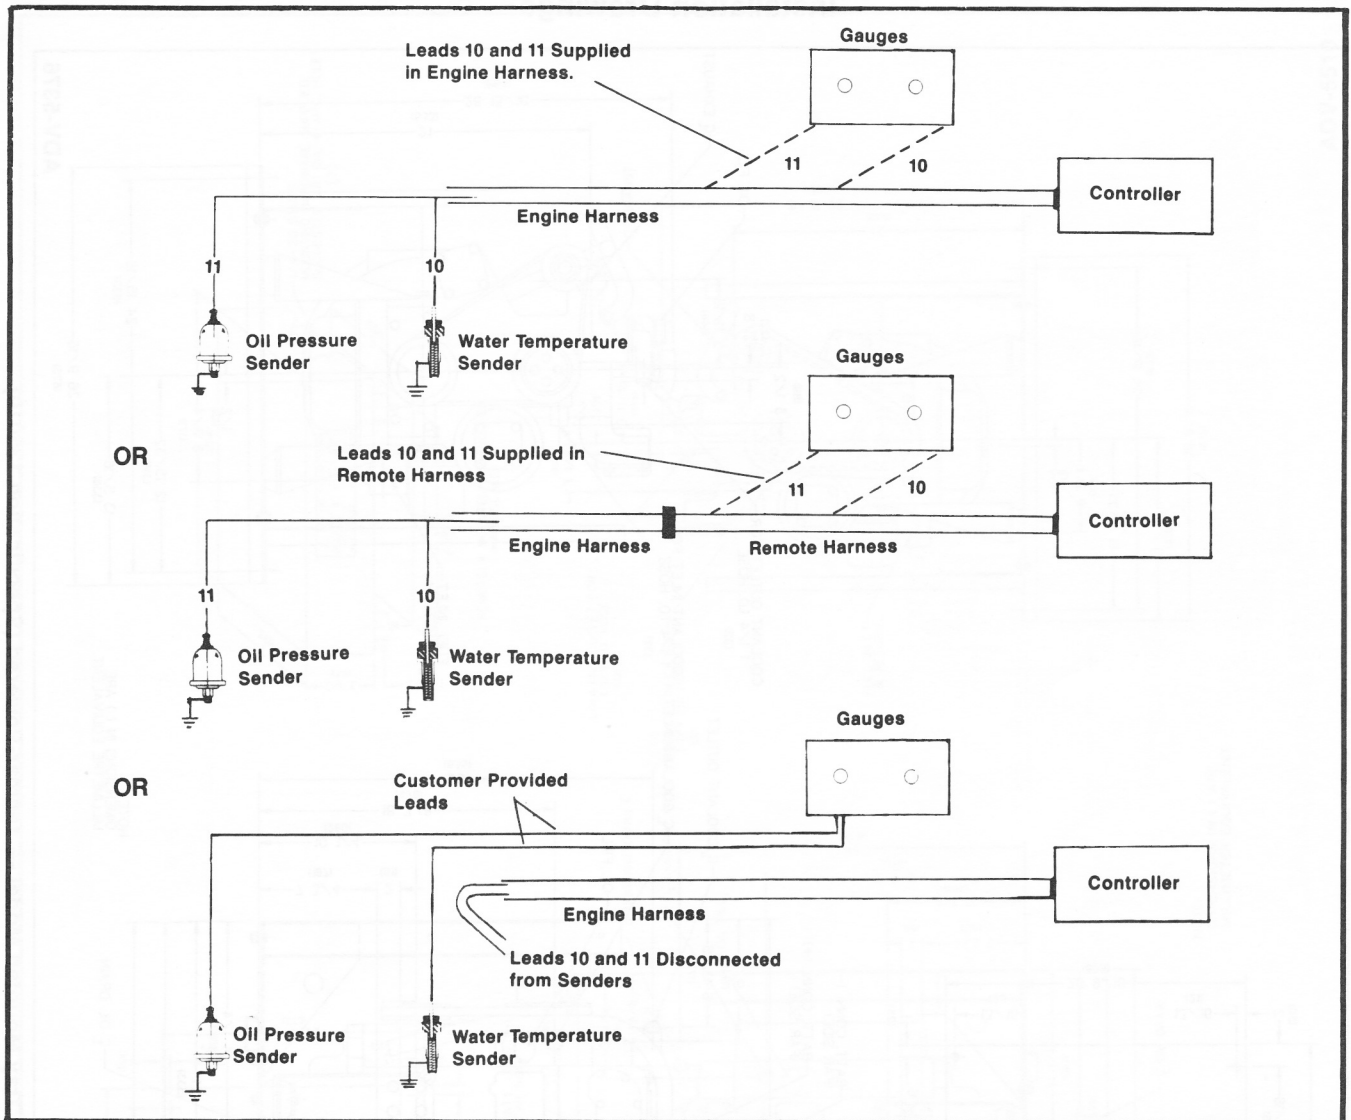 Gauges
Leads 10 and 11 Supplied
in Engine Harness.
11
10
Controller
Engine Harness
11
10
Oil Pressure
Sender
Water Temperature
Sender
Gauges
OR
Leads 10 and 11 Supplied in
Remote Harness
11
10
Controller
Engine Harness
Remote Harness
11
10
Oil Pressure
Sender
Water Temperature
Sender
Gauges
OR
Customer Provided
Leads
Controller
Engine Harness
Leads 10 and 11 Disconnected
from Senders
Oil Pressure
Sender
Water Temperature
Sender